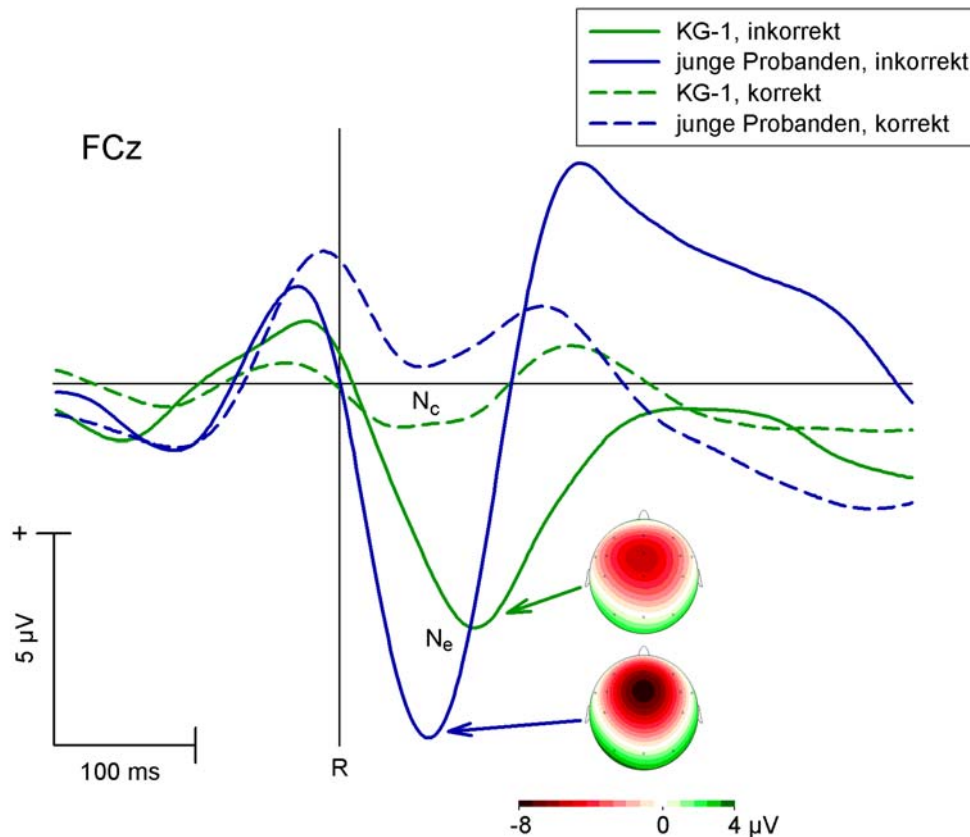 KG-1, inkorrekt
junge Probanden, inkorrekt
KG-1, korrekt
junge Probanden, korrekt
FCz
Nc
+
5 µV
Ne
100 ms
R
-8 0 4 µV